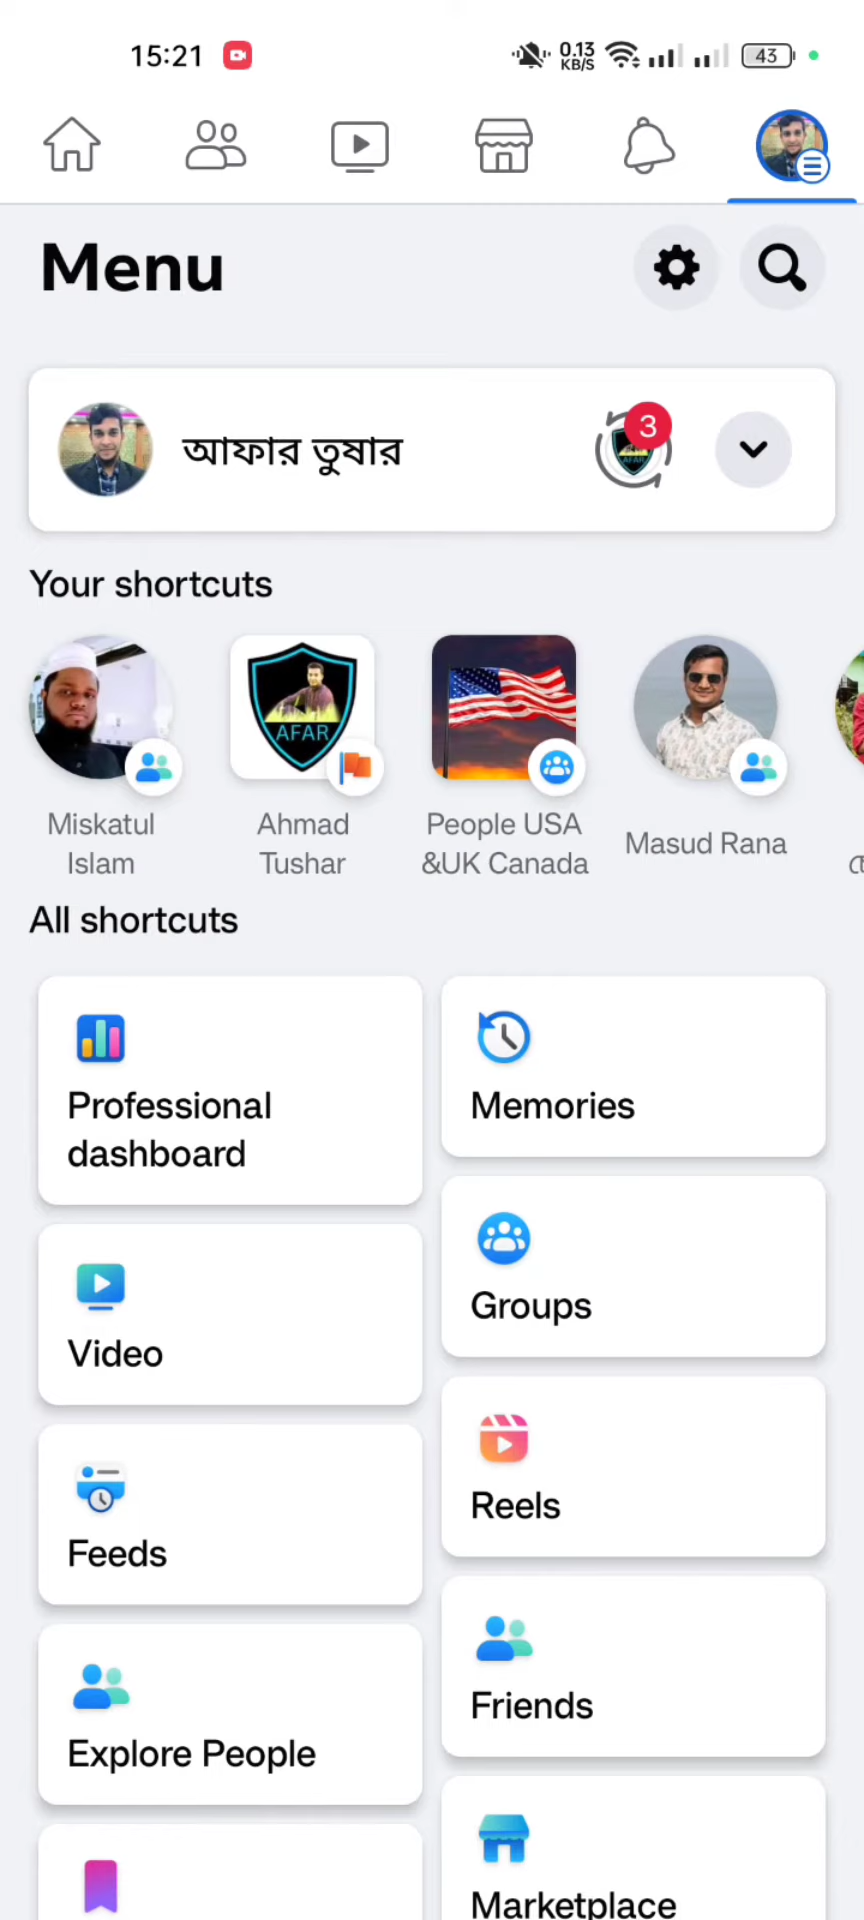 15:21
0.13
KB/S
43
Menu
আফার তুষার
3
AFAR
Your shortcuts
AFAR
Miskatul
Islam
Ahmad
Tushar
People USA
&UK Canada
Masud Rana
All shortcuts
Professional
dashboard
Memories
Video
Groups
Feeds
Reels
Explore People
Friends
Marketplace